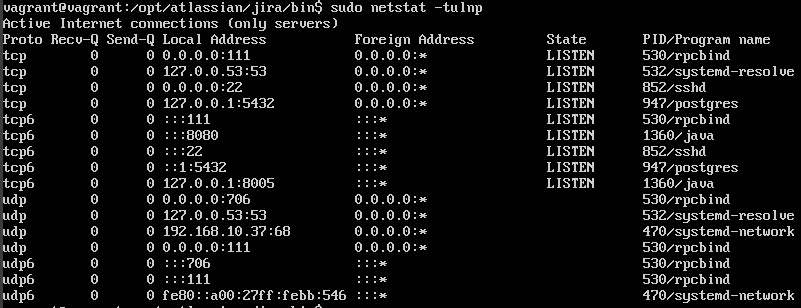 vagrant@vagrant:/opt/atlassian/jira/bin$ sudo netstat -tulnp
Active Internet connections (only servers)
Proto Recv-Q Send-Q Local Address           Foreign Address         State       PID/Program name
tcp        0      0 0.0.0.0:111             0.0.0.0:*               LISTEN      530/rpcbind
tcp        0      0 127.0.0.53:53           0.0.0.0:*               LISTEN      532/systemd-resolve
tcp        0      0 0.0.0.0:22              0.0.0.0:*               LISTEN      852/sshd
tcp        0      0 127.0.0.1:5432          0.0.0.0:*               LISTEN      947/postgres
tcp6       0      0 :::111                  :::*                    LISTEN      530/rpcbind
tcp6       0      0 :::8080                 :::*                    LISTEN      1360/java
tcp6       0      0 :::22                   :::*                    LISTEN      852/sshd
tcp6       0      0 ::1:5432                :::*                    LISTEN      947/postgres
tcp6       0      0 127.0.0.1:8005          :::*                    LISTEN      1360/java
udp        0      0 0.0.0.0:706             0.0.0.0:*                           530/rpcbind
udp        0      0 127.0.0.53:53           0.0.0.0:*                           532/systemd-resolve
udp        0      0 192.168.10.37:68        0.0.0.0:*                           470/systemd-network
udp        0      0 0.0.0.0:111             0.0.0.0:*                           530/rpcbind
udp6       0      0 :::706                  :::*                                530/rpcbind
udp6       0      0 :::111                  :::*                                530/rpcbind
udp6       0      0 fe80::a00:27ff:febb:546 :::*                                470/systemd-network